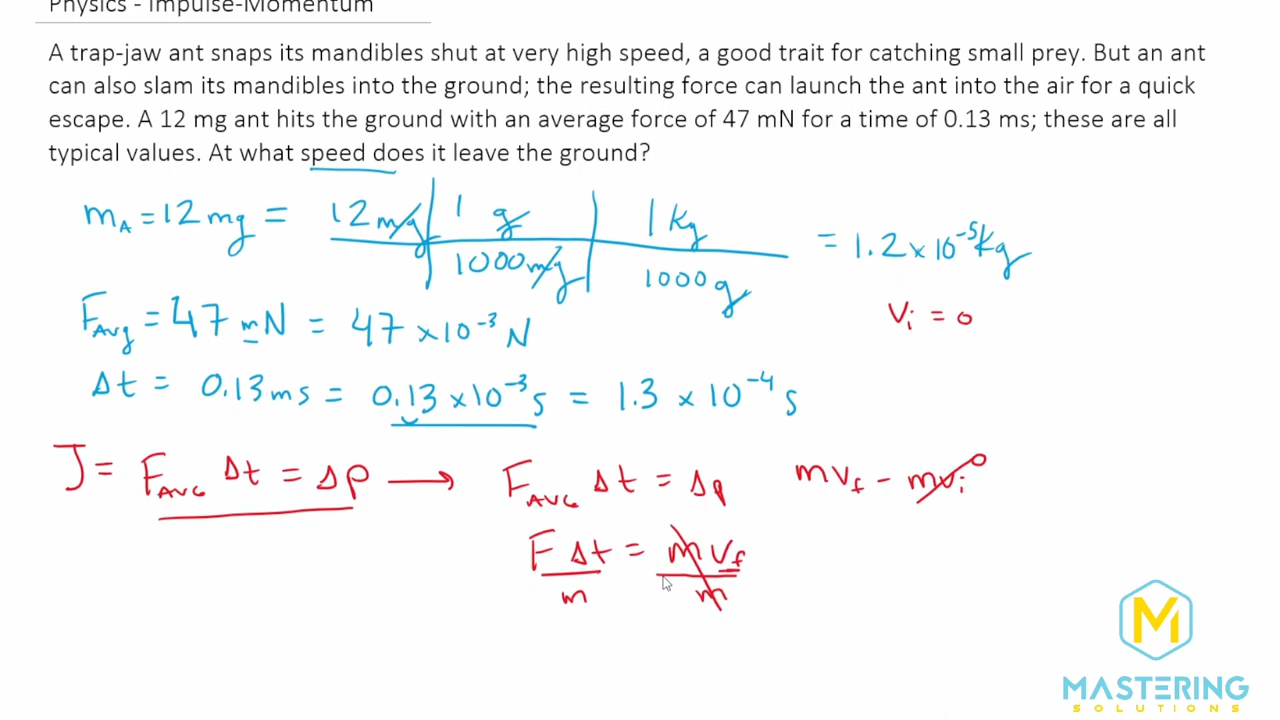 Physics - Impulse-Momentum
A trap-jaw ant snaps its mandibles shut at very high speed, a good trait for catching small prey. But an ant
can also slam its mandibles into the ground; the resulting force can launch the ant into the air for a quick
escape. A 12 mg ant hits the ground with an average force of 47 mN for a time of 0.13 ms; these are all
typical values. At what speed does it leave the ground?
m_A = 12 mg = 12 mg | 1 g | 1 kg = 1.2 × 10⁻⁵ kg
1000 mg | 1000 g
F_Avg = 47 mN = 47 × 10⁻³ N
V_i = 0
Δt = 0.13 ms = 0.13 × 10⁻³ s = 1.3 × 10⁻⁴ s
J = F_AVG Δt = Δp → F_AVG Δt = Δp mV_f - mv_i 0
F Δt = m V_f
m m
MASTERING
SOLUTIONS